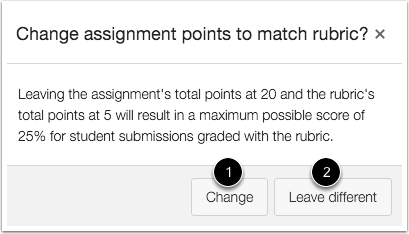 Change assignment points to match rubric? ×
Leaving the assignment's total points at 20 and the rubric's
total points at 5 will result in a maximum possible score of
25% for student submissions graded with the rubric.
1 2
Change Leave different